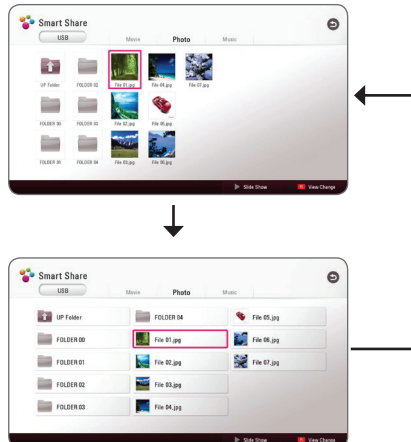 Smart Share
USB
Movie Photo Music
UP Folder FOLDER 02 File 01.jpg File 04.jpg File 07.jpg
FOLDER 00 FOLDER 03 File 02.jpg File 05.jpg
FOLDER 01 FOLDER 04 File 03.jpg File 06.jpg
Slide Show View Change
Smart Share
USB
Movie Photo Music
UP Folder FOLDER 04 File 05.jpg
FOLDER 00 File 01.jpg File 06.jpg
FOLDER 01 File 02.jpg File 07.jpg
FOLDER 02 File 03.jpg
FOLDER 03 File 04.jpg
Slide Show View Change